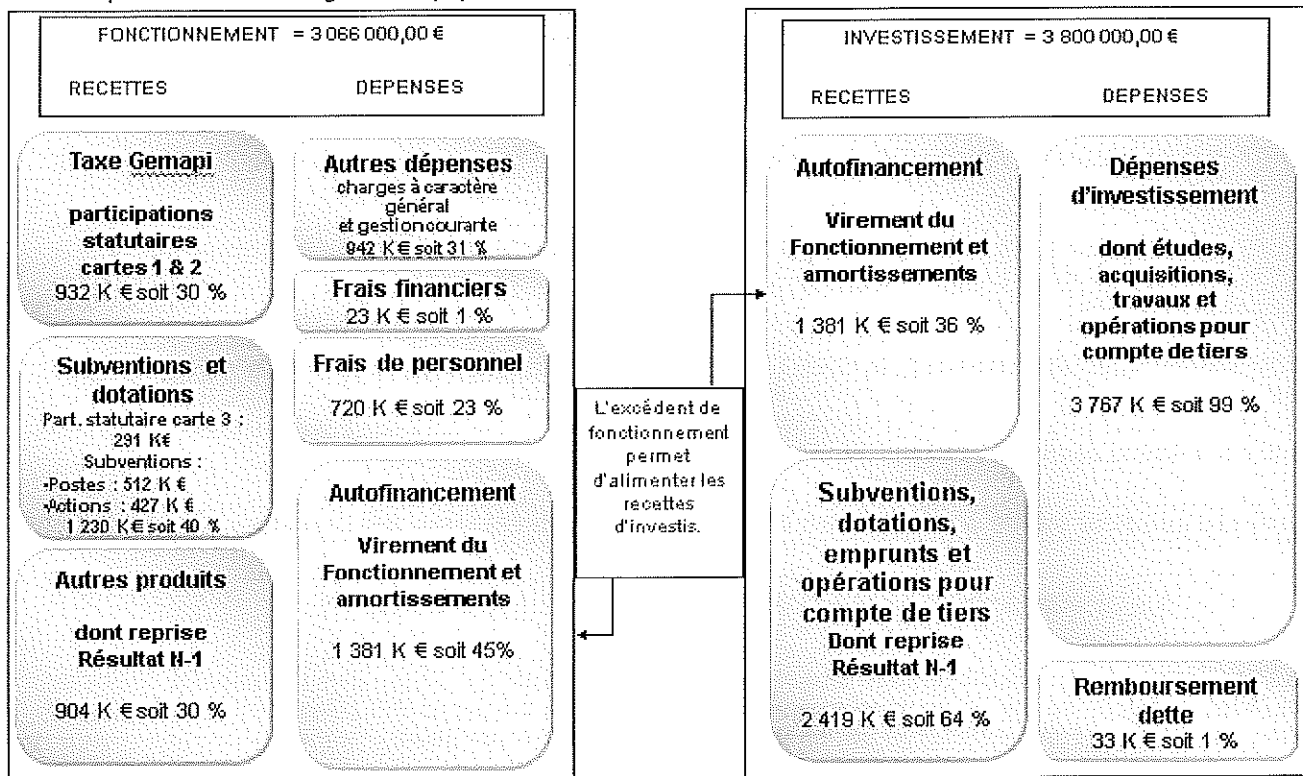 FONCTIONNEMENT = 3 066 000,00 €
RECETTES DEPENSES
Taxe Gemapi
participations
statutaires
cartes 1 & 2
932 K € soit 30 %
Subventions et
dotations
Part. statutaire carte 3 :
291 K€
Subventions :
-Postes : 512 K €
-Actions : 427 K €
1 230 K € soit 40 %
Autres produits
dont reprise
Résultat N-1
904 K € soit 30 %
Autres dépenses
charges à caractère
général
et gestion courante
942 K € soit 31 %
Frais financiers
23 K € soit 1 %
Frais de personnel
720 K € soit 23 %
Autofinancement
Virement du
Fonctionnement et
amortissements
1 381 K € soit 45%
L'excédent de
fonctionnement
permet
d'alimenter les
recettes
d'investis.
INVESTISSEMENT = 3 800 000,00 €
RECETTES DEPENSES
Autofinancement
Virement du
Fonctionnement et
amortissements
1 381 K € soit 36 %
Subventions,
dotations,
emprunts et
opérations pour
compte de tiers
Dont reprise
Résultat N-1
2 419 K € soit 64 %
Dépenses
d'investissement
dont études,
acquisitions,
travaux et
opérations pour
compte de tiers
3 767 K € soit 99 %
Remboursement
dette
33 K € soit 1 %